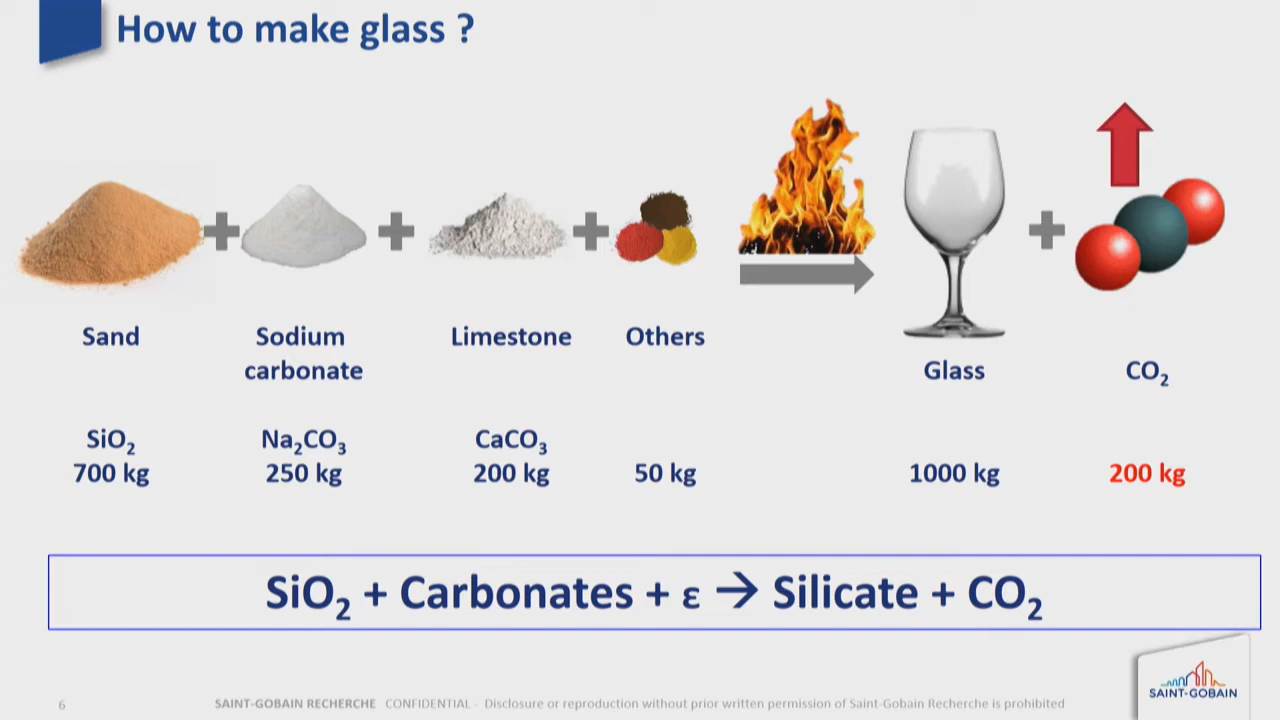 How to make glass ?
Sand
Sodium
carbonate
Limestone
Others
Glass
CO₂
SiO₂
700 kg
Na₂CO₃
250 kg
CaCO₃
200 kg
50 kg
1000 kg
200 kg
SiO₂ + Carbonates + ε → Silicate + CO₂
SAINT-GOBAIN
6
SAINT-GOBAIN RECHERCHE CONFIDENTIAL - Disclosure or reproduction without prior written permission of Saint-Gobain Recherche is prohibited